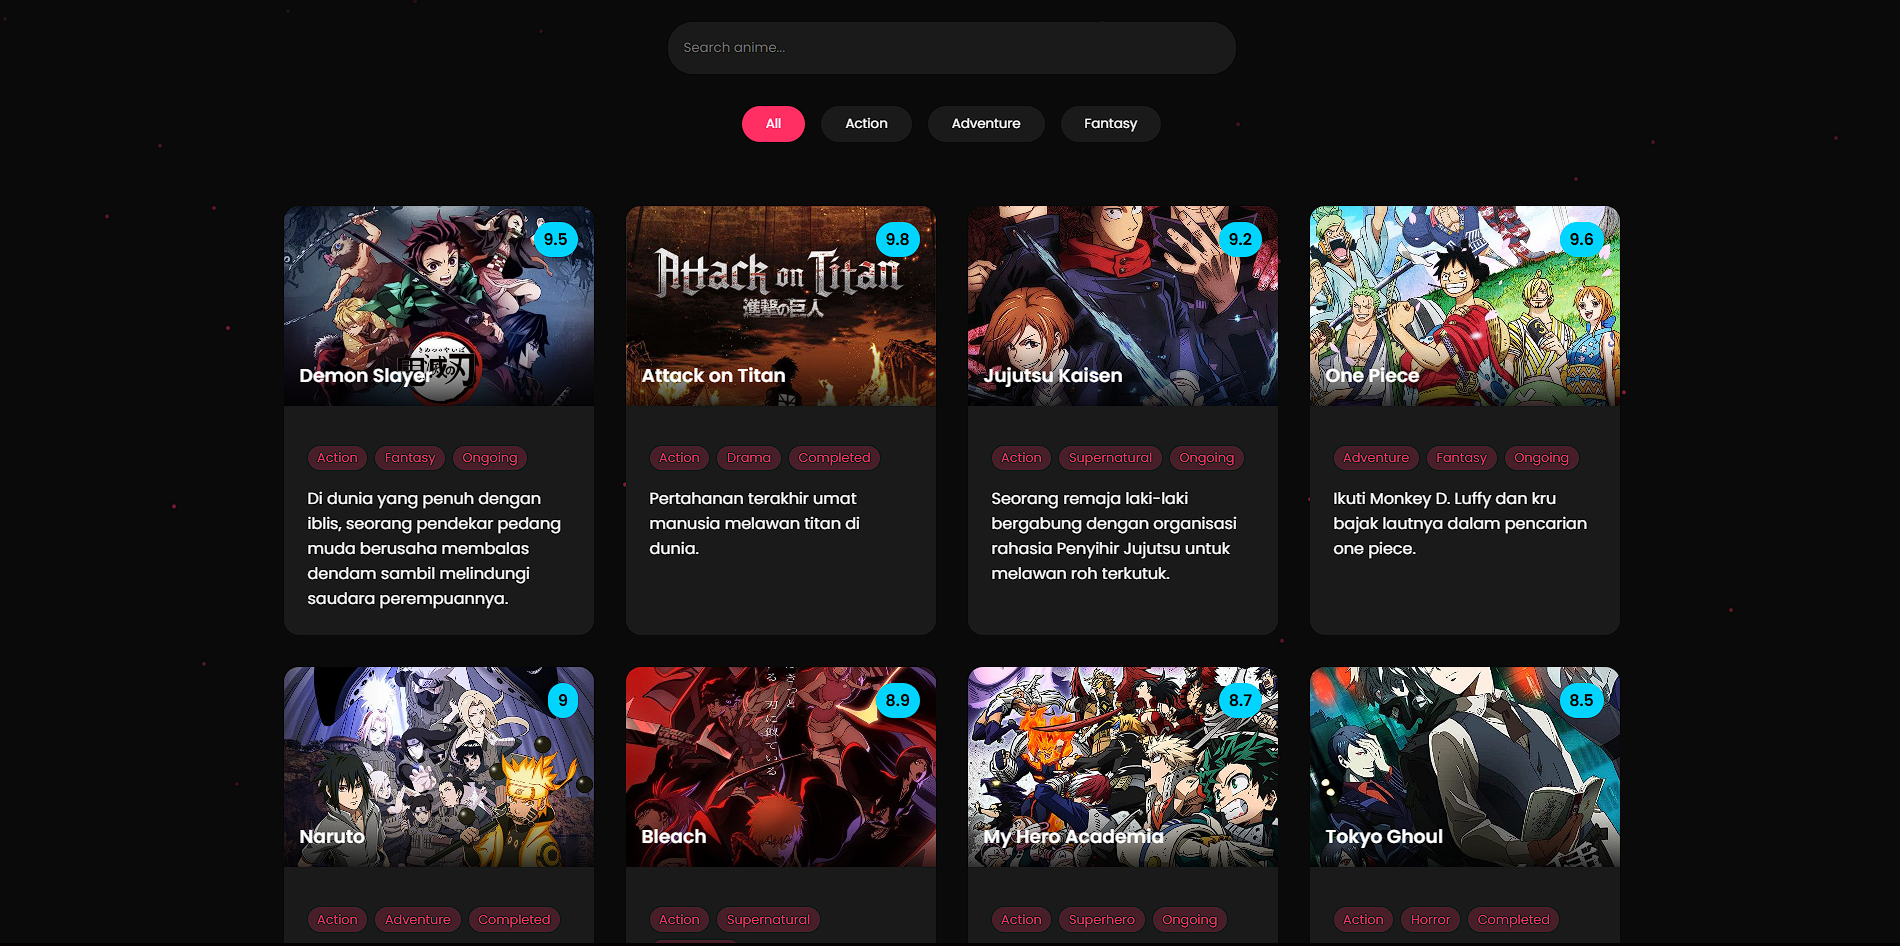 Search anime...
All
Action
Adventure
Fantasy
9.5
Demon Slayer
Action
Fantasy
Ongoing
Di dunia yang penuh dengan
iblis, seorang pendekar pedang
muda berusaha membalas
dendam sambil melindungi
saudara perempuannya.
9.8
Attack on Titan
進撃の巨人
Attack on Titan
Action
Drama
Completed
Pertahanan terakhir umat
manusia melawan titan di
dunia.
9.2
Jujutsu Kaisen
Action
Supernatural
Ongoing
Seorang remaja laki-laki
bergabung dengan organisasi
rahasia Penyihir Jujutsu untuk
melawan roh terkutuk.
9.6
One Piece
Adventure
Fantasy
Ongoing
Ikuti Monkey D. Luffy dan kru
bajak lautnya dalam pencarian
one piece.
9
Naruto
Action
Adventure
Completed
8.9
Bleach
Action
Supernatural
8.7
My Hero Academia
Action
Superhero
Ongoing
8.5
Tokyo Ghoul
Action
Horror
Completed